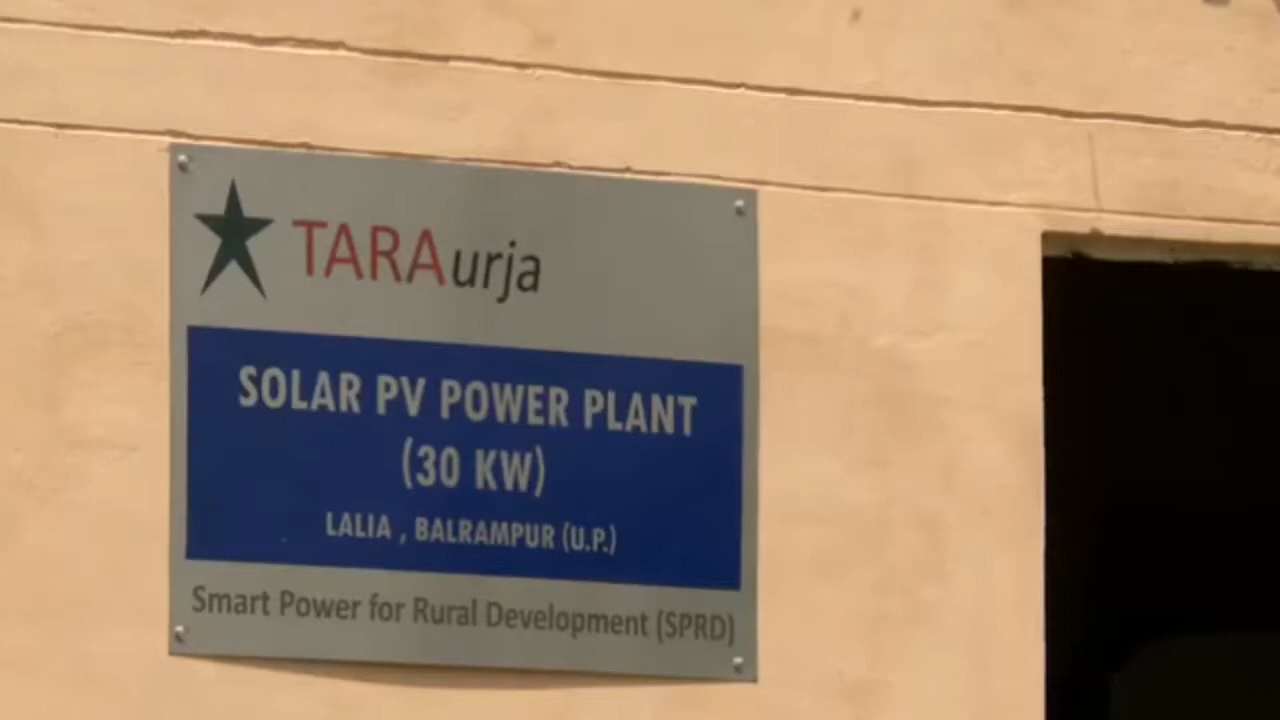 TARAurja
SOLAR PV POWER PLANT
(30 KW)
LALIA , BALRAMPUR (U.P.)
Smart Power for Rural Development (SPRD)